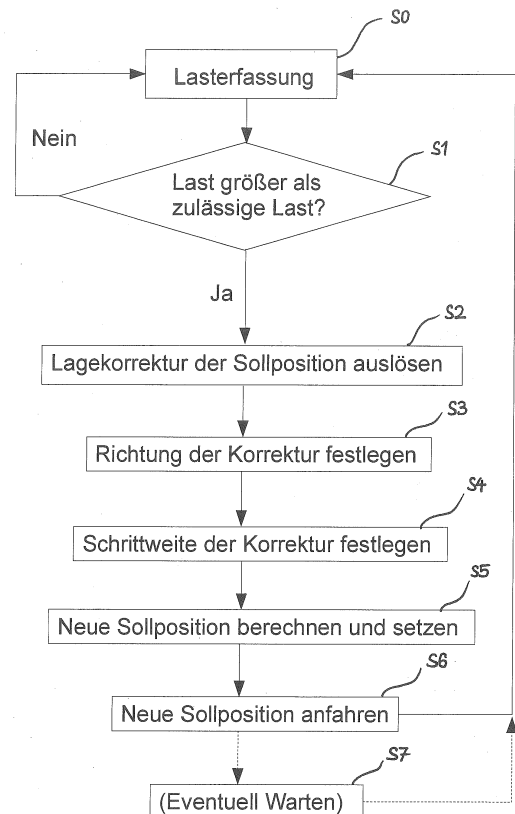 S0
Lasterfassung
Nein
S1
Last größer als
zulässige Last?
Ja
S2
Lagekorrektur der Sollposition auslösen
S3
Richtung der Korrektur festlegen
S4
Schrittweite der Korrektur festlegen
S5
Neue Sollposition berechnen und setzen
S6
Neue Sollposition anfahren
S7
(Eventuell Warten)